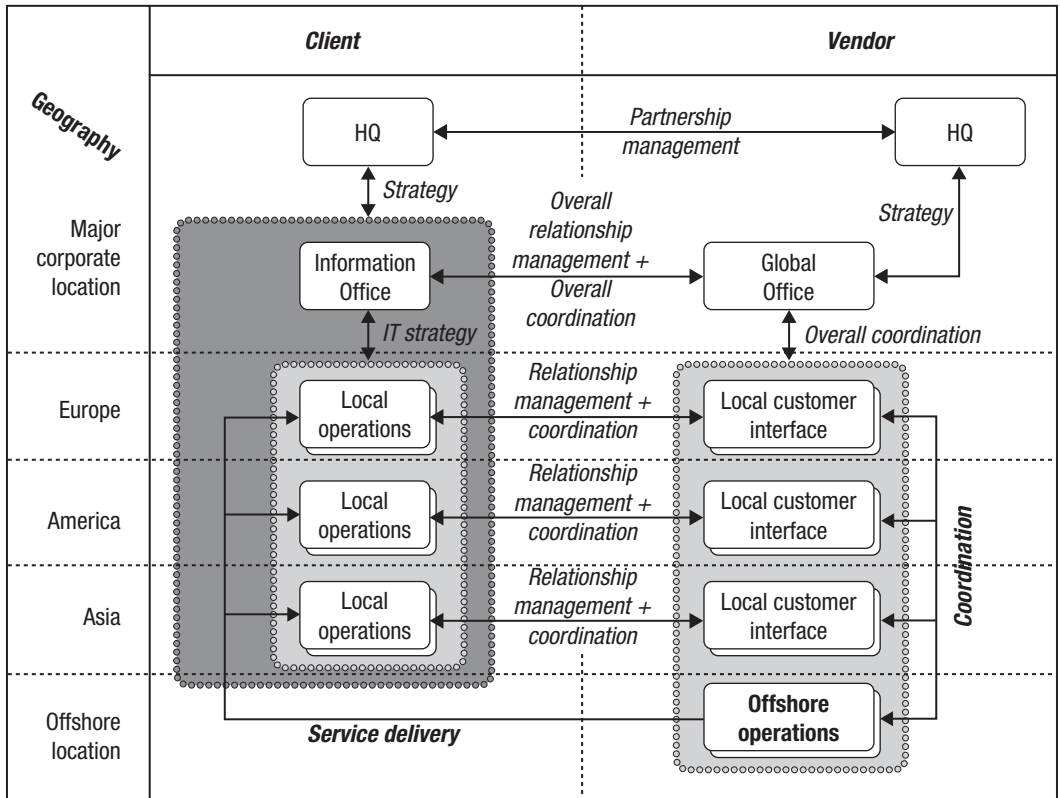 Client
Vendor
Geography
HQ
Partnership
management
HQ
Strategy
Strategy
Major
corporate
location
Information
Office
Overall
relationship
management +
Overall
coordination
Global
Office
IT strategy
Overall coordination
Europe
Local
operations
Relationship
management +
coordination
Local customer
interface
America
Local
operations
Relationship
management +
coordination
Local customer
interface
Coordination
Asia
Local
operations
Relationship
management +
coordination
Local customer
interface
Offshore
location
Service delivery
Offshore
operations